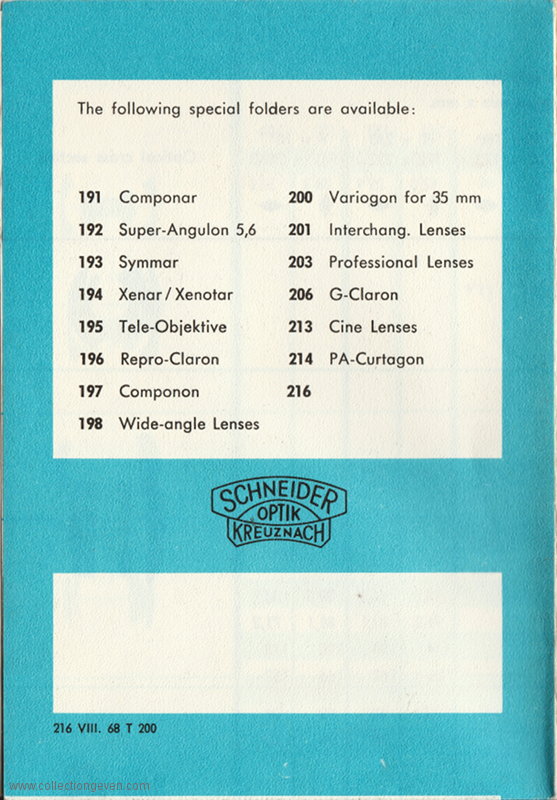 The following special folders are available:
191 Componar
192 Super-Angulon 5,6
193 Symmar
194 Xenar / Xenotar
195 Tele-Objektive
196 Repro-Claron
197 Componon
198 Wide-angle Lenses
200 Variogon for 35 mm
201 Interchang. Lenses
203 Professional Lenses
206 G-Claron
213 Cine Lenses
214 PA-Curtagon
216
SCHNEIDER
OPTIK
KREUZNACH
216 VIII. 68 T 200
www.collectiongeven.com